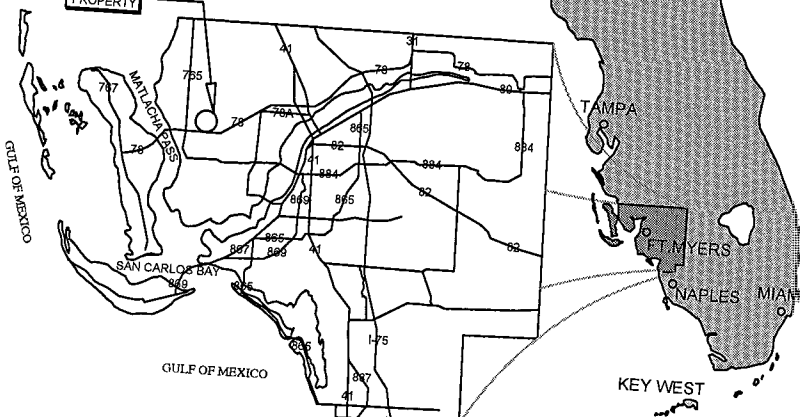 PROPERTY
31
41
78
78
765
767
80
MATLACHA PASS
78A
78
865
TAMPA
78
82
884
41
884
884
GULF OF MEXICO
82
869
865
865
867
869
41
82
FT. MYERS
SAN CARLOS BAY
869
865
NAPLES
MIAM
I-75
865
GULF OF MEXICO
887
41
KEY WEST